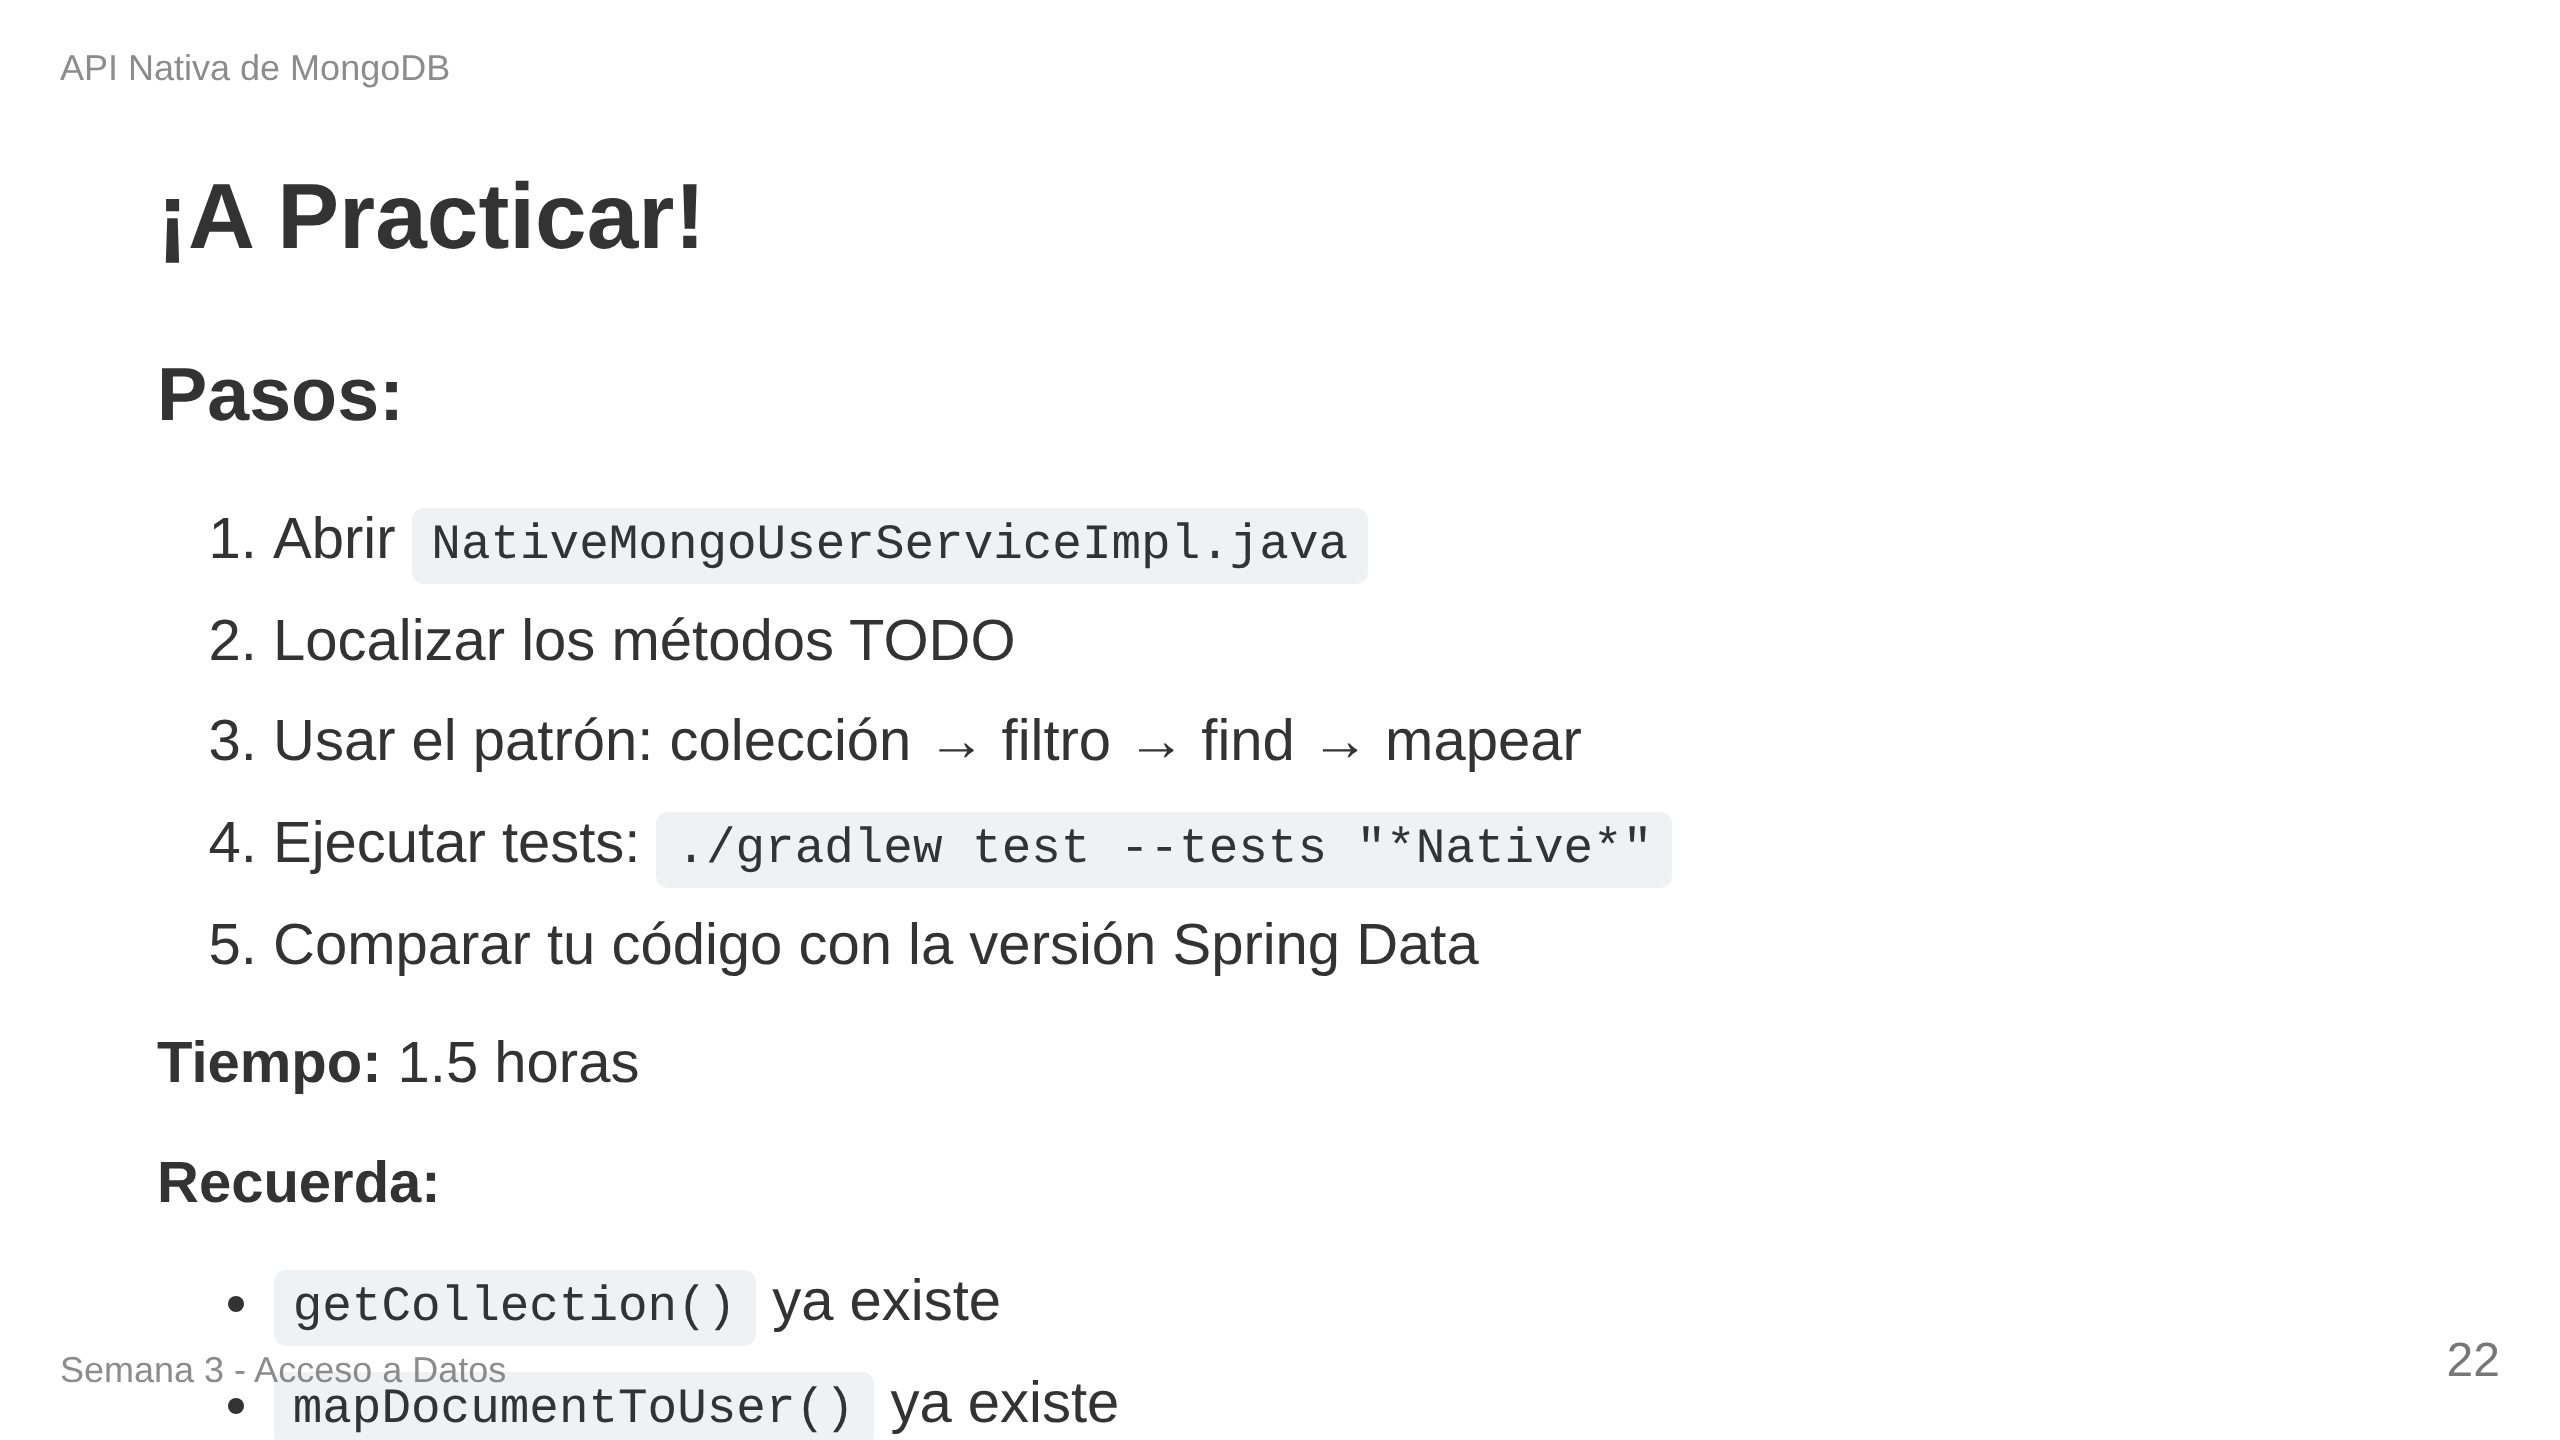 API Nativa de MongoDB
¡A Practicar!
Pasos:
1. Abrir NativeMongoUserServiceImpl.java
2. Localizar los métodos TODO
3. Usar el patrón: colección → filtro → find → mapear
4. Ejecutar tests: ./gradlew test --tests "*Native*"
5. Comparar tu código con la versión Spring Data
Tiempo: 1.5 horas
Recuerda:
• getCollection() ya existe
• mapDocumentToUser() ya existe
Semana 3 - Acceso a Datos
22